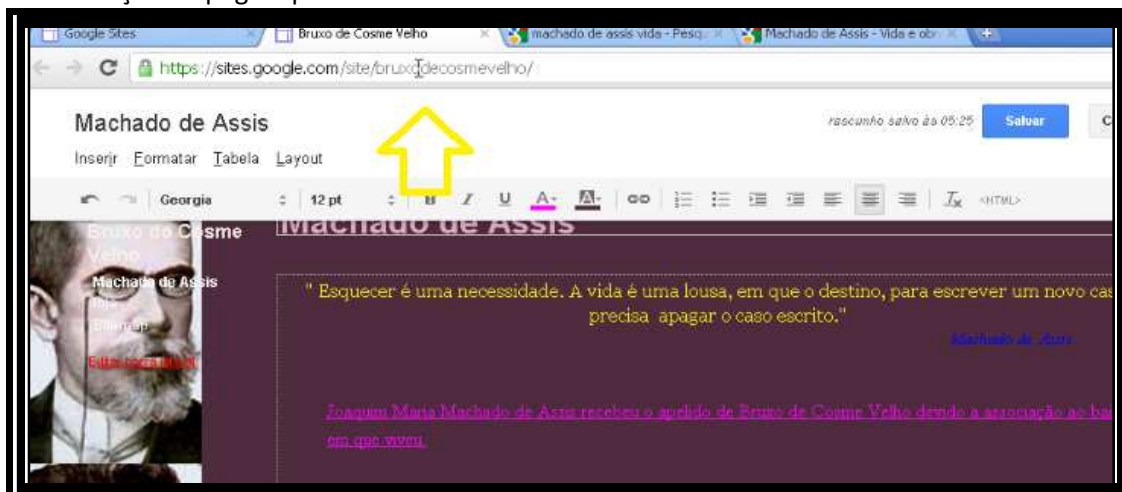 Google Sites
Bruxo de Cosme Velho
machado de assis vida - Pesq
Machado de Assis - Vida e obr
https://sites.google.com/site/bruxodecosmevelho/
Machado de Assis
rascunho salvo às 05:25
Salvar
C
Inserir Formatar Tabela Layout
Georgia
12 pt
B I U A A
<HTML>
Bruxo do Cosme
Velho
Machado de Assis
Machado de Assis
" Esquecer é uma necessidade. A vida é uma lousa, em que o destino, para escrever um novo cas
precisa apagar o caso escrito."
Machado de Assis
Editar barra lateral
Joaquim Maria Machado de Assis recebeu o apelido de Bruxo de Cosme Velho devido a associação ao bai
em que viveu.